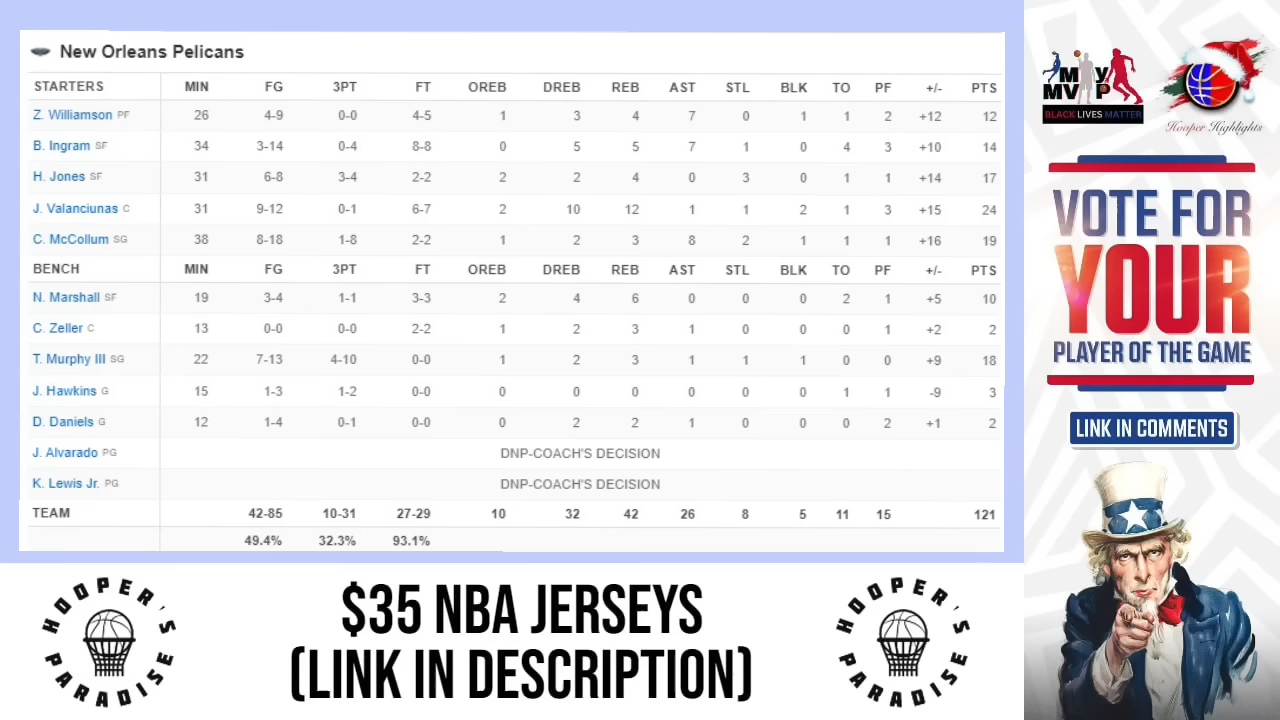 New Orleans Pelicans
STARTERS MIN FG 3PT FT OREB DREB REB AST STL BLK TO PF +/- PTS
Z. Williamson PF 26 4-9 0-0 4-5 1 3 4 7 0 1 1 2 +12 12
B. Ingram SF 34 3-14 0-4 8-8 0 5 5 7 1 0 4 3 +10 14
H. Jones SF 31 6-8 3-4 2-2 2 2 4 0 3 0 1 1 +14 17
J. Valanciunas C 31 9-12 0-1 6-7 2 10 12 1 1 2 1 3 +15 24
C. McCollum SG 38 8-18 1-8 2-2 1 2 3 8 2 1 1 1 +16 19
BENCH MIN FG 3PT FT OREB DREB REB AST STL BLK TO PF +/- PTS
N. Marshall SF 19 3-4 1-1 3-3 2 4 6 0 0 0 2 1 +5 10
C. Zeller C 13 0-0 0-0 2-2 1 2 3 1 0 0 0 1 +2 2
T. Murphy III SG 22 7-13 4-10 0-0 1 2 3 1 1 1 0 0 +9 18
J. Hawkins G 15 1-3 1-2 0-0 0 0 0 0 0 0 1 1 -9 3
D. Daniels G 12 1-4 0-1 0-0 0 2 2 1 0 0 0 2 +1 2
J. Alvarado PG DNP-COACH'S DECISION
K. Lewis Jr. PG DNP-COACH'S DECISION
TEAM 42-85 10-31 27-29 10 32 42 26 8 5 11 15 121
49.4% 32.3% 93.1%
My
MVP
BLACK LIVES MATTER
Hooper Highlights
VOTE FOR
YOUR
PLAYER OF THE GAME
LINK IN COMMENTS
HOOPER'S
PARADISE
$35 NBA JERSEYS
(LINK IN DESCRIPTION)
HOOPER'S
PARADISE